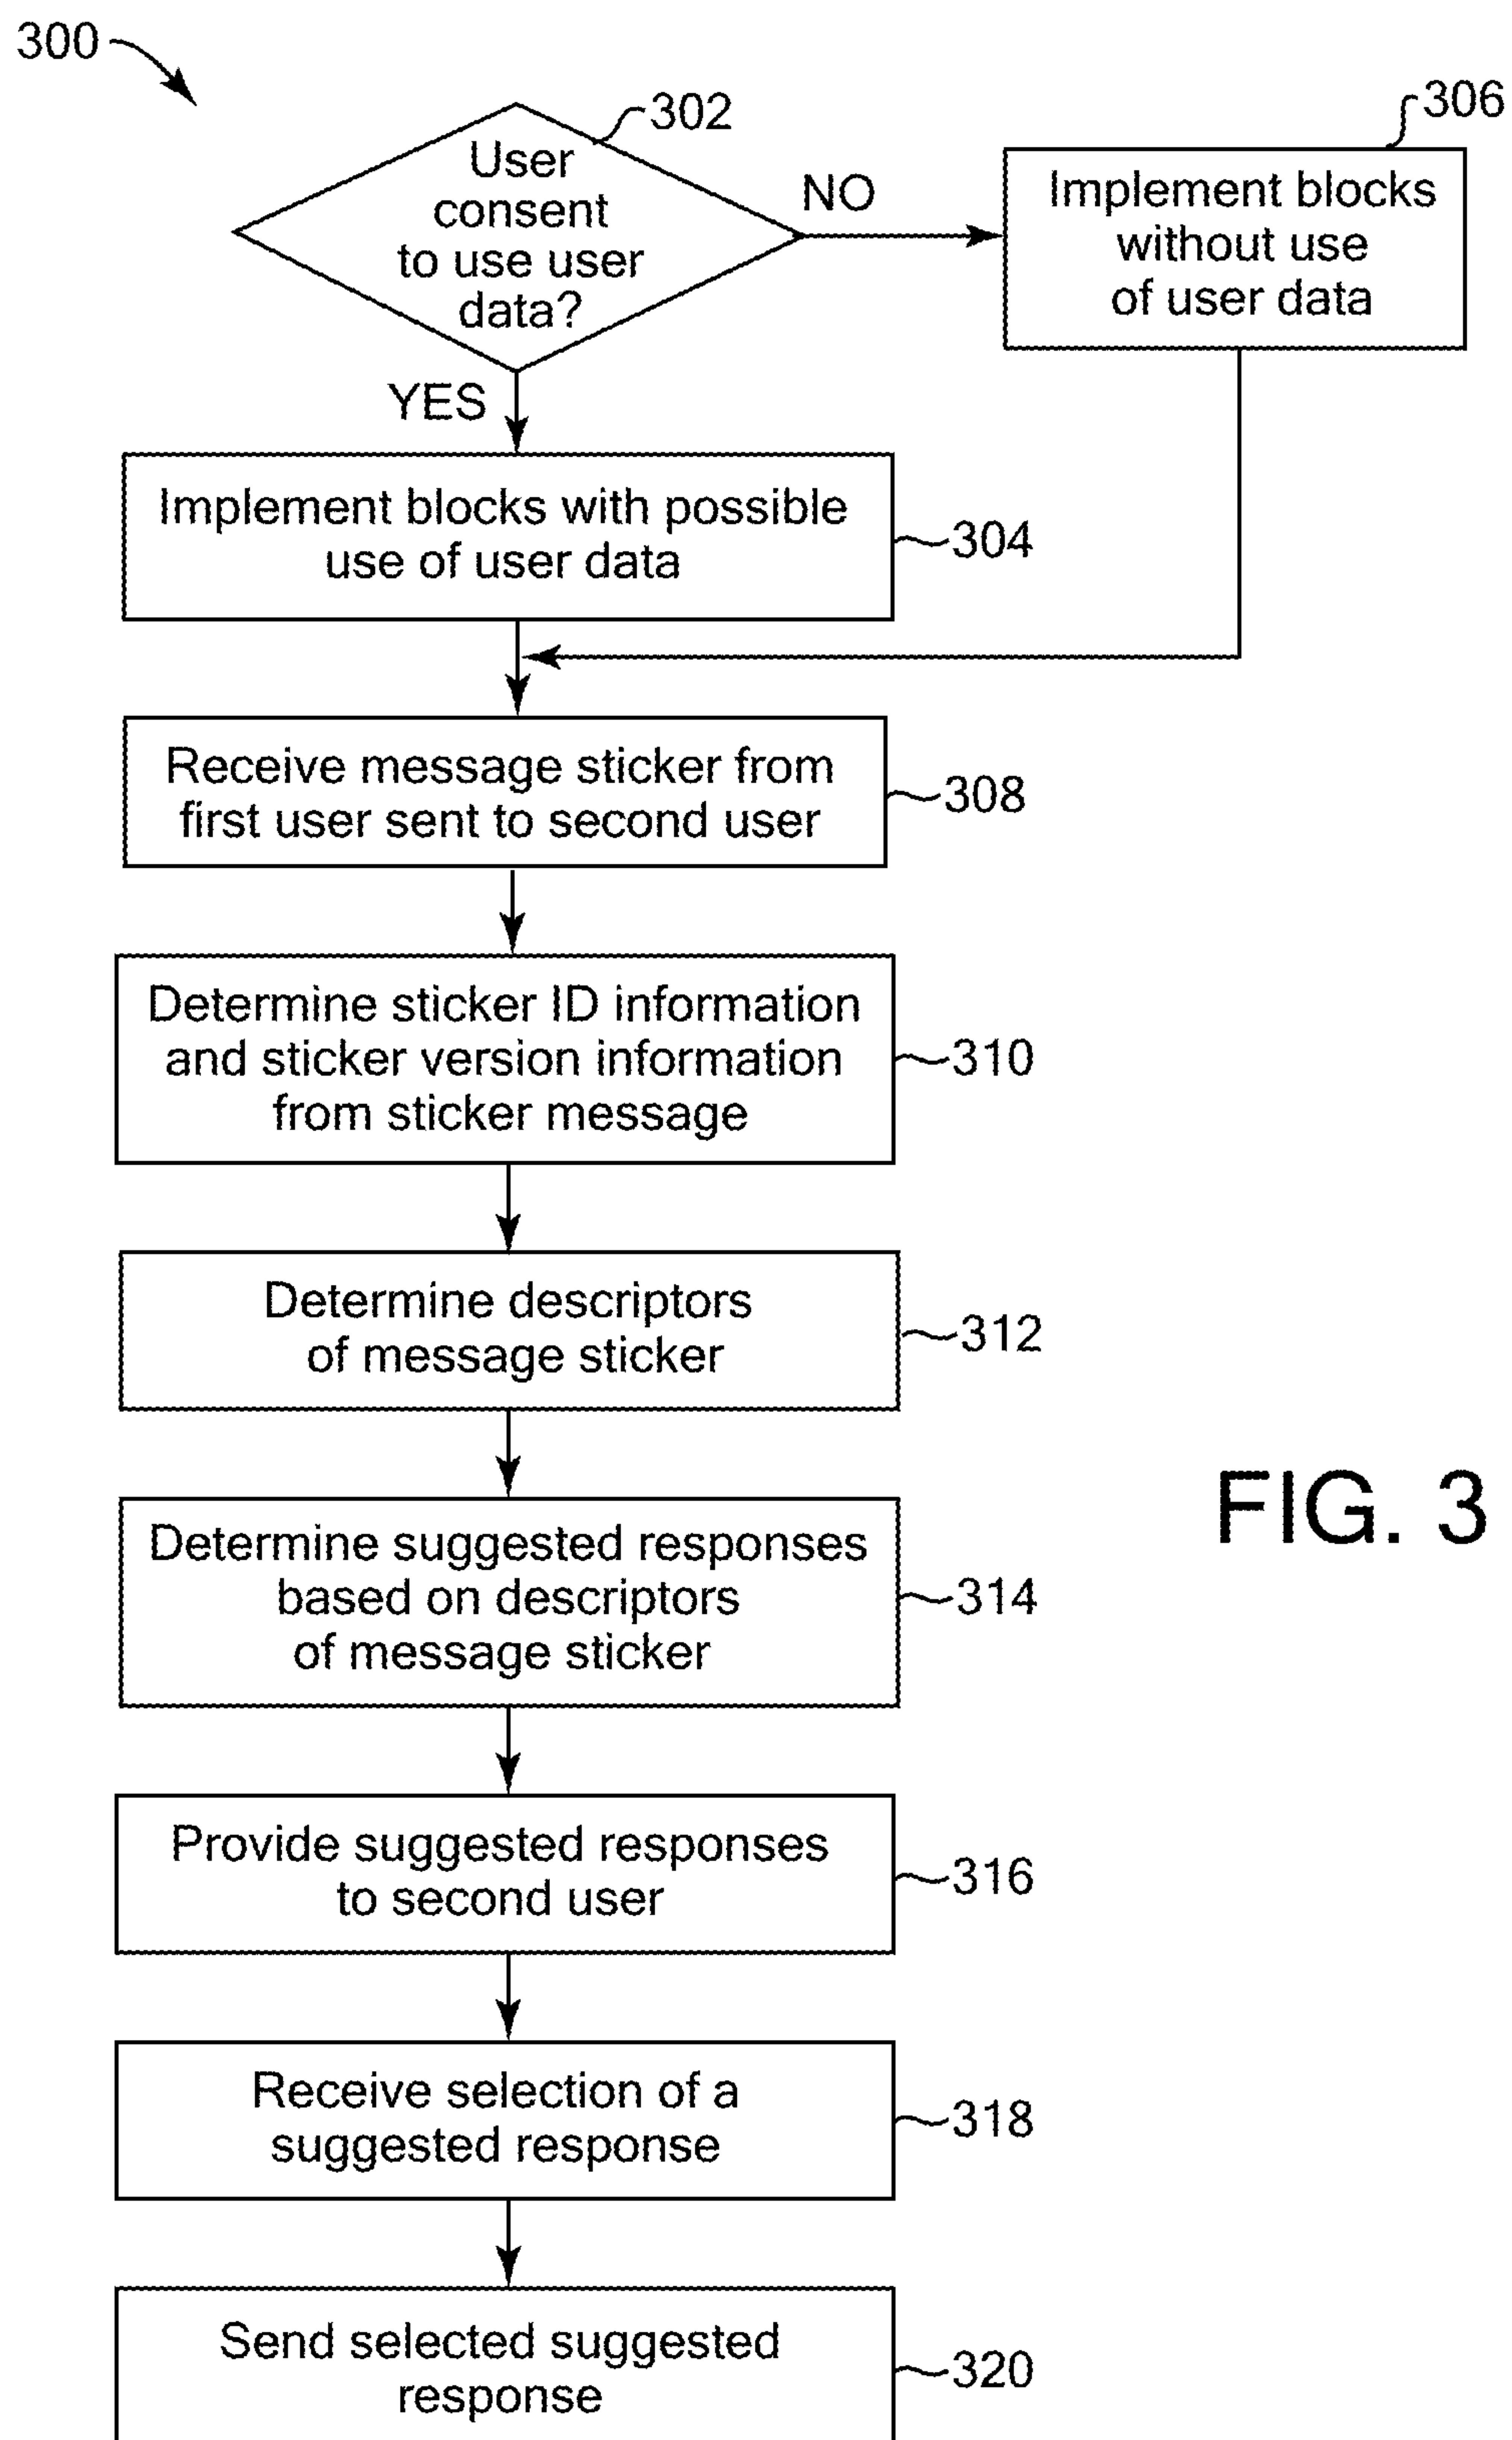 300
302
User
consent
to use user
data?
NO
306
Implement blocks
without use
of user data
YES
Implement blocks with possible
use of user data
304
Receive message sticker from
first user sent to second user
308
Determine sticker ID information
and sticker version information
from sticker message
310
Determine descriptors
of message sticker
312
Determine suggested responses
based on descriptors
of message sticker
314
FIG. 3
Provide suggested responses
to second user
316
Receive selection of a
suggested response
318
Send selected suggested
response
320